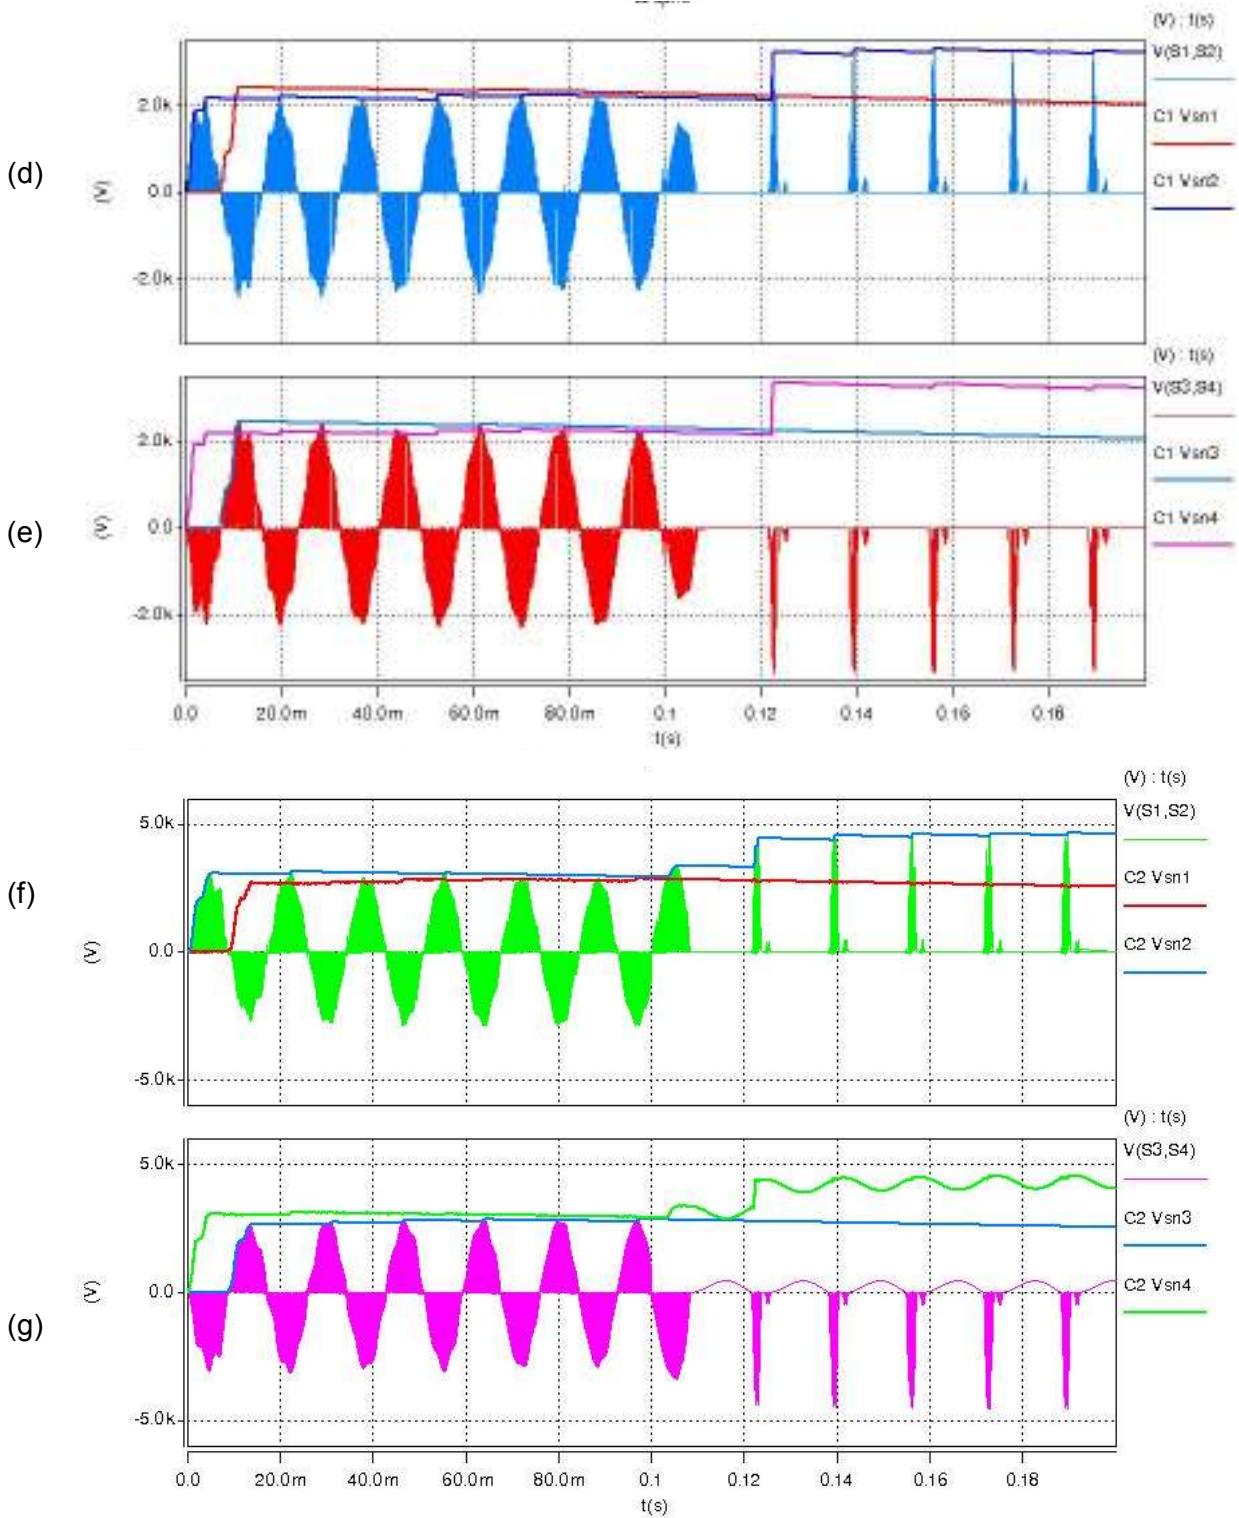 (V) : t(s)
V(S1,S2)
C1 Vsn1
C1 Vsn2
(d)
2.0k
0.0
-2.0k
(V)
(V) : t(s)
V(S3,S4)
C1 Vsn3
C1 Vsn4
(e)
2.0k
0.0
-2.0k
(V)
0.0 20.0m 40.0m 60.0m 80.0m 0.1 0.12 0.14 0.16 0.18
t(s)
(V) : t(s)
V(S1,S2)
C2 Vsn1
C2 Vsn2
(f)
5.0k
0.0
-5.0k
(V)
(V) : t(s)
V(S3,S4)
C2 Vsn3
C2 Vsn4
(g)
5.0k
0.0
-5.0k
(V)
0.0 20.0m 40.0m 60.0m 80.0m 0.1 0.12 0.14 0.16 0.18
t(s)